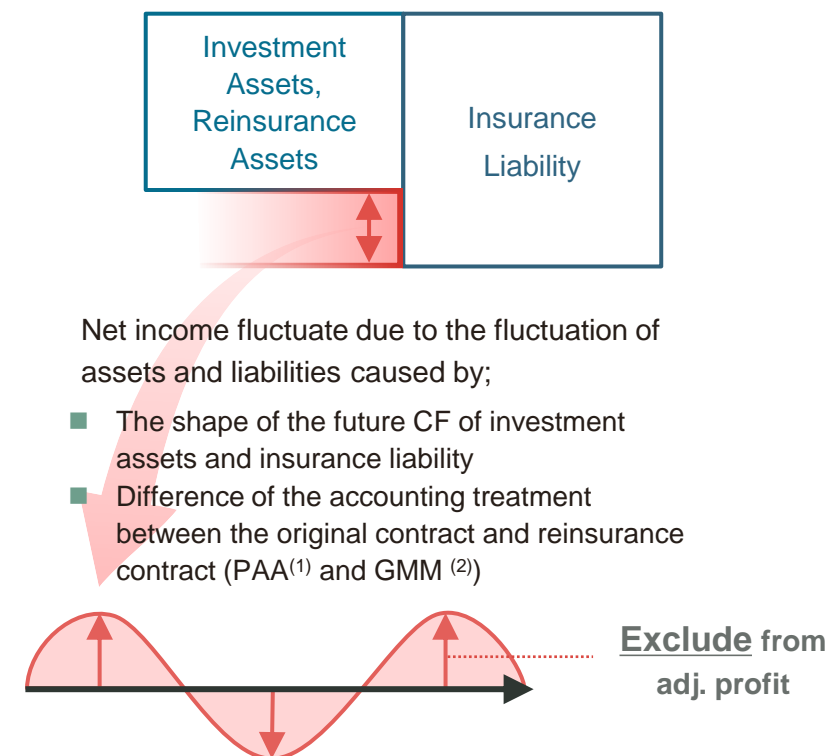 Investment
Assets,
Reinsurance
Assets
Insurance
Liability
Net income fluctuate due to the fluctuation of
assets and liabilities caused by;
The shape of the future CF of investment
assets and insurance liability
Difference of the accounting treatment
between the original contract and reinsurance
contract (PAA(1) and GMM (2))
Exclude from
adj. profit